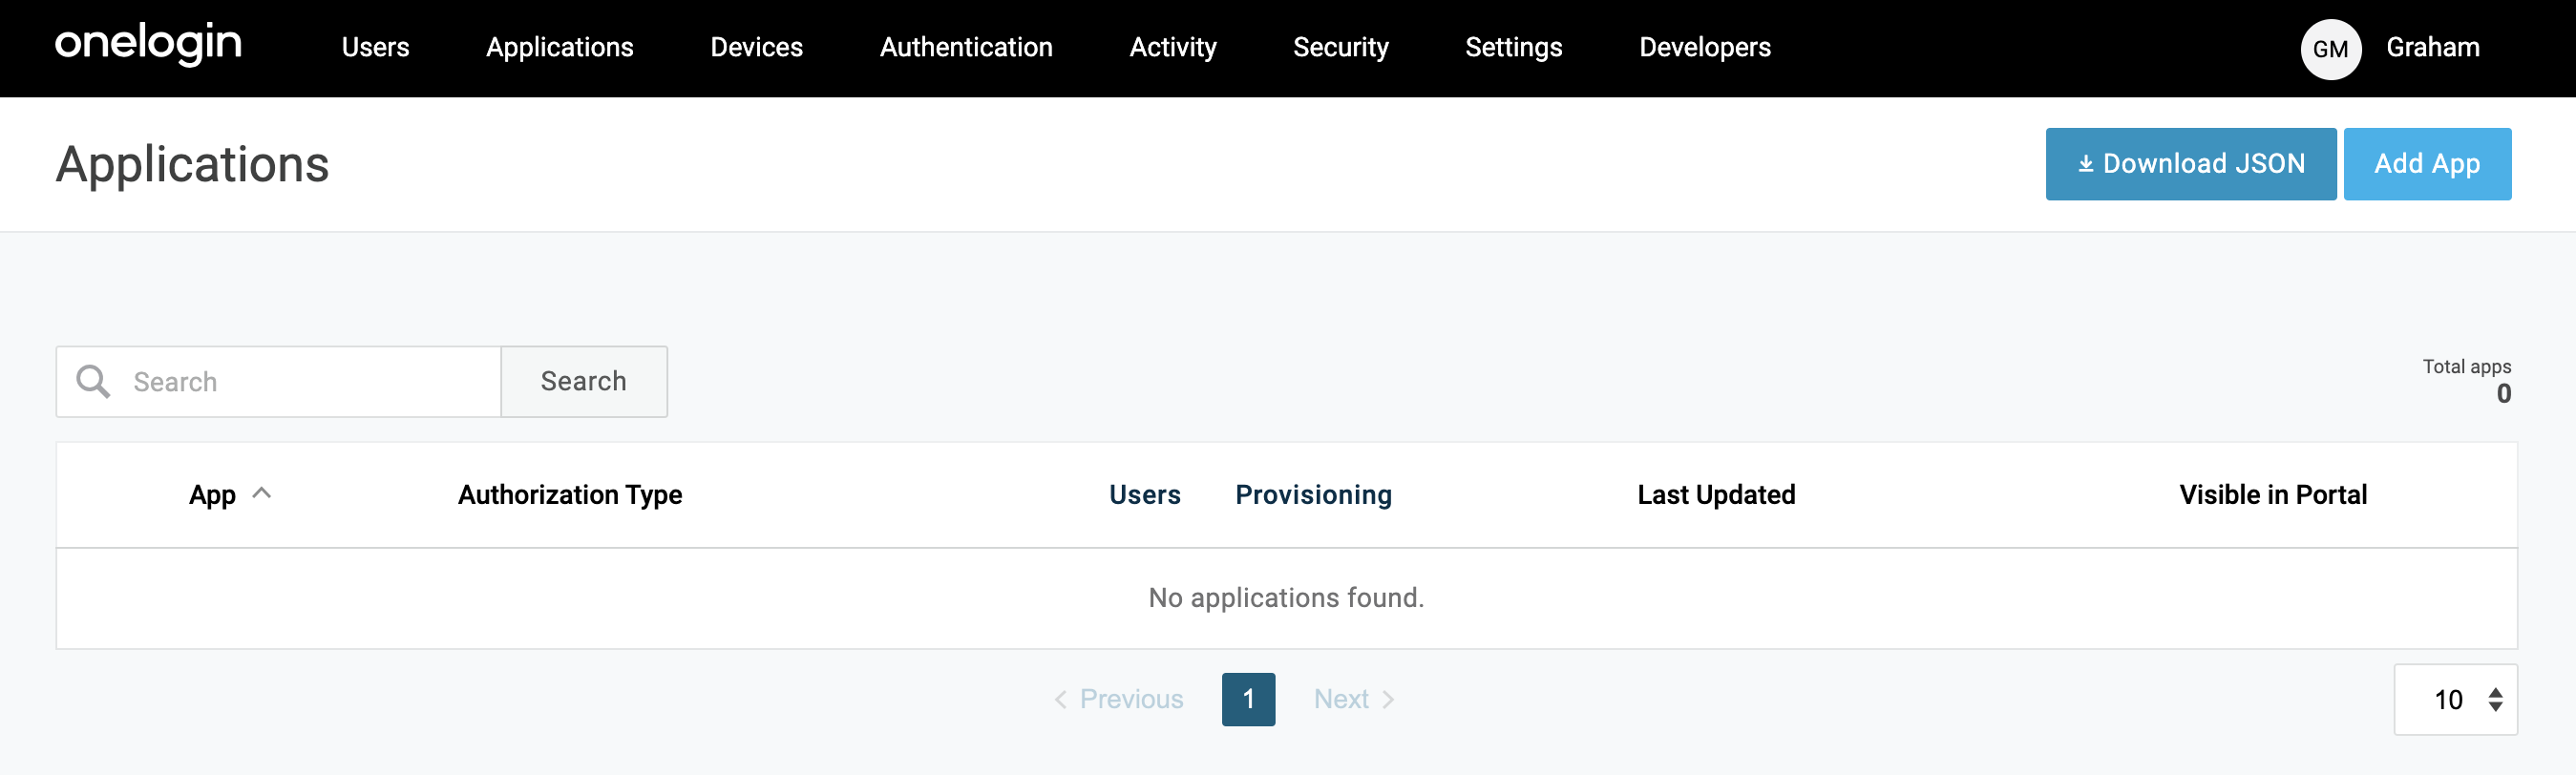 onelogin Users Applications Devices Authentication Activity Security Settings Developers GM Graham
Applications Download JSON Add App
Search Search Total apps
0
App Authorization Type Users Provisioning Last Updated Visible in Portal
No applications found.
Previous 1 Next 10